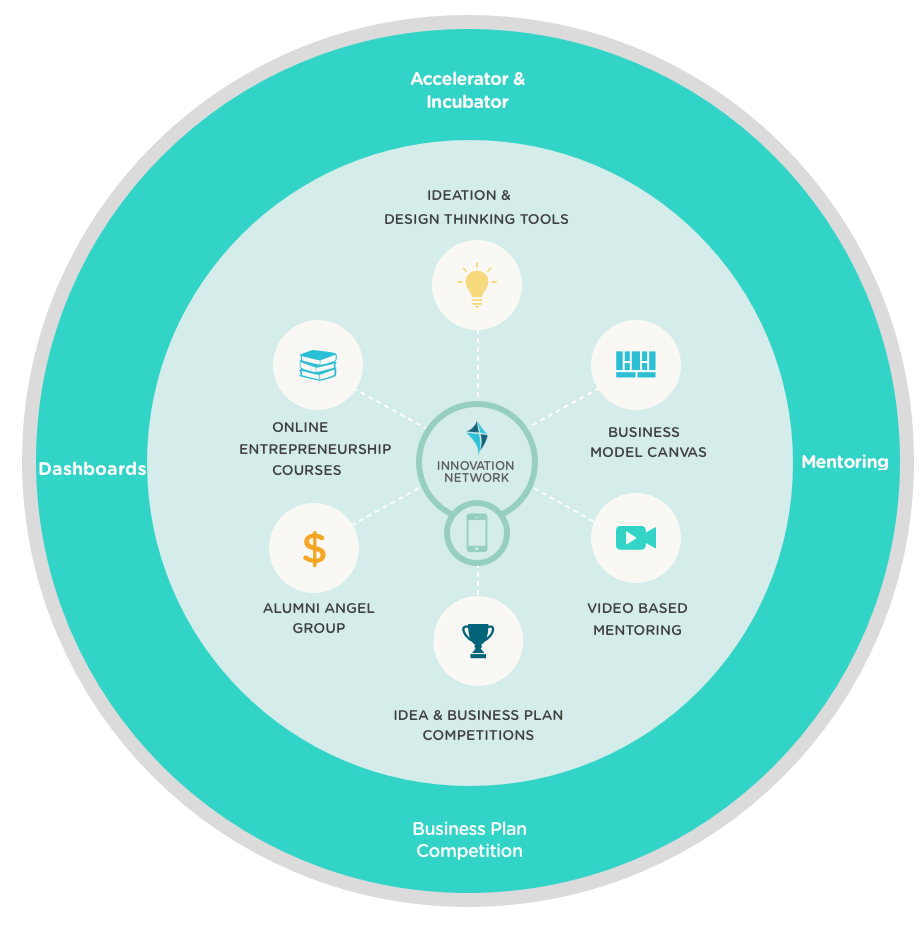 Accelerator &
Incubator
IDEATION &
DESIGN THINKING TOOLS
ONLINE
ENTREPRENEURSHIP
COURSES
BUSINESS
MODEL CANVAS
INNOVATION
NETWORK
Dashboards
Mentoring
$
ALUMNI ANGEL
GROUP
VIDEO BASED
MENTORING
IDEA & BUSINESS PLAN
COMPETITIONS
Business Plan
Competition